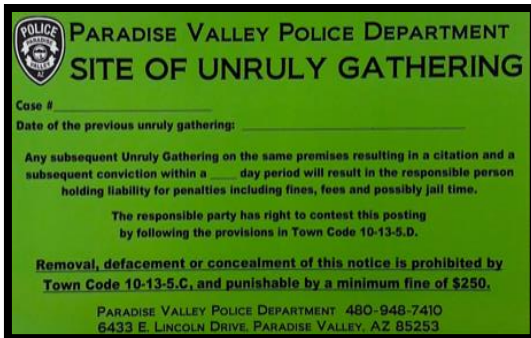 POLICE
PARADISE
VALLEY
AZ
PARADISE VALLEY POLICE DEPARTMENT
SITE OF UNRULY GATHERING
Case #
Date of the previous unruly gathering:
Any subsequent Unruly Gathering on the same premises resulting in a citation and a
subsequent conviction within a ____ day period will result in the responsible person
holding liability for penalties including fines, fees and possibly jail time.
The responsible party has right to contest this posting
by following the provisions in Town Code 10-13-5.D.
Removal, defacement or concealment of this notice is prohibited by
Town Code 10-13-5.C, and punishable by a minimum fine of $250.
PARADISE VALLEY POLICE DEPARTMENT 480-948-7410
6433 E. LINCOLN DRIVE, PARADISE VALLEY, AZ 85253